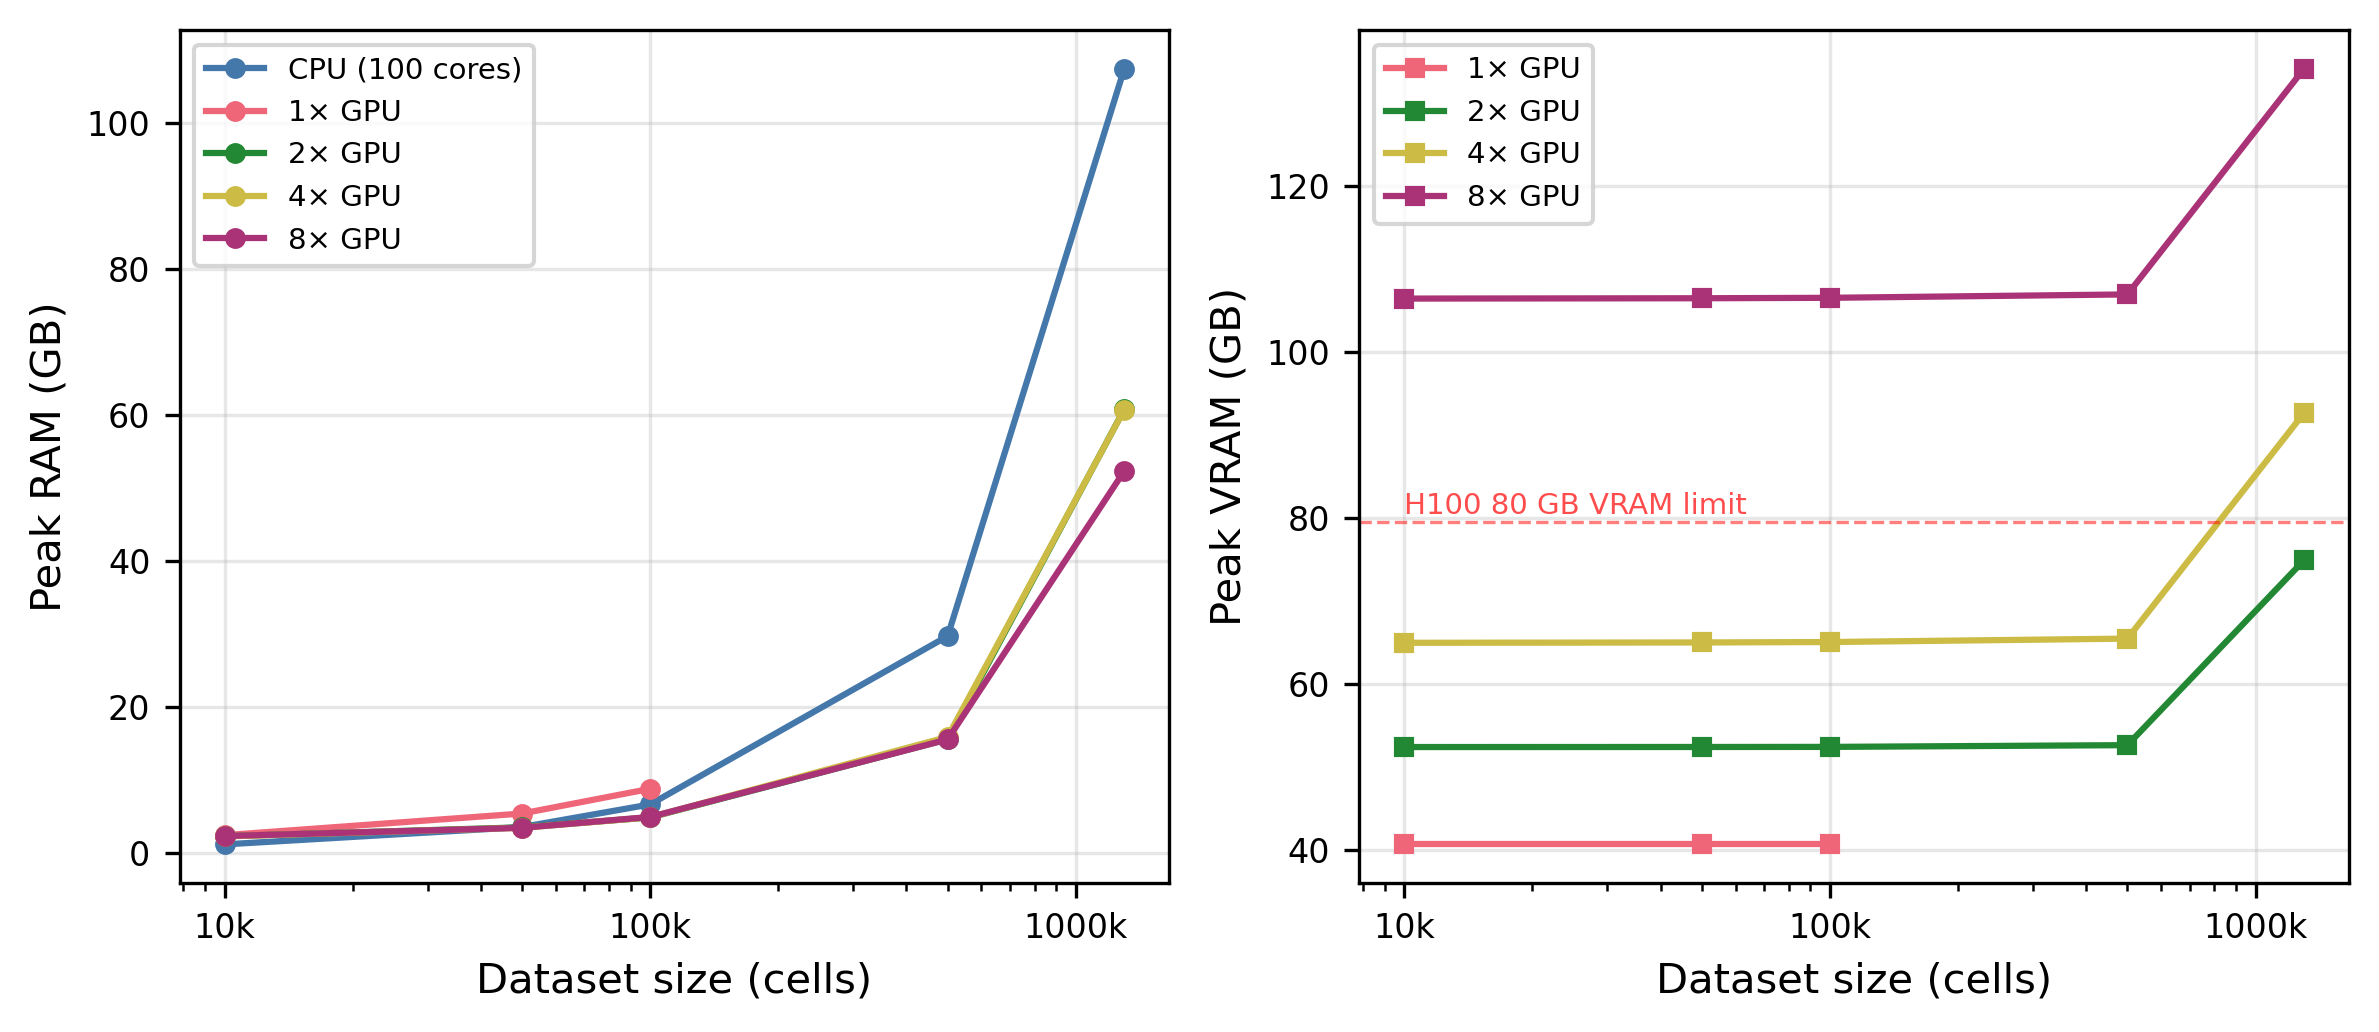 CPU (100 cores)
1× GPU
2× GPU
4× GPU
8× GPU
100
80
60
40
20
0
Peak RAM (GB)
10k
100k
1000k
Dataset size (cells)
1× GPU
2× GPU
4× GPU
8× GPU
H100 80 GB VRAM limit
120
100
80
60
40
Peak VRAM (GB)
10k
100k
1000k
Dataset size (cells)